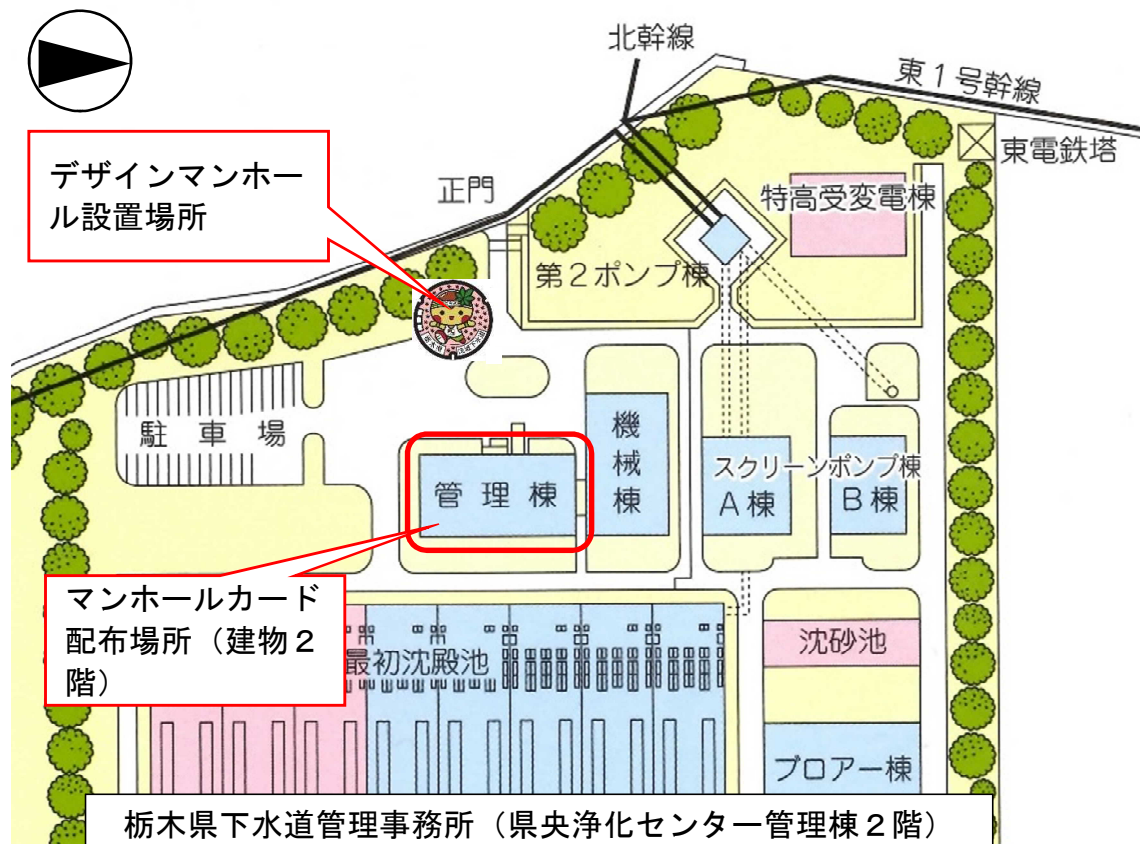 北幹線
東1号幹線
デザインマンホー
ル設置場所
正門
東電鉄塔
特高受変電棟
第2ポンプ棟
駐車場
機械棟
管理棟
スクリーンポンプ棟
A棟
B棟
マンホールカード
配布場所（建物2
階）
最初沈殿池
沈砂池
ブロアー棟
栃木県下水道管理事務所（県央浄化センター管理棟2階）